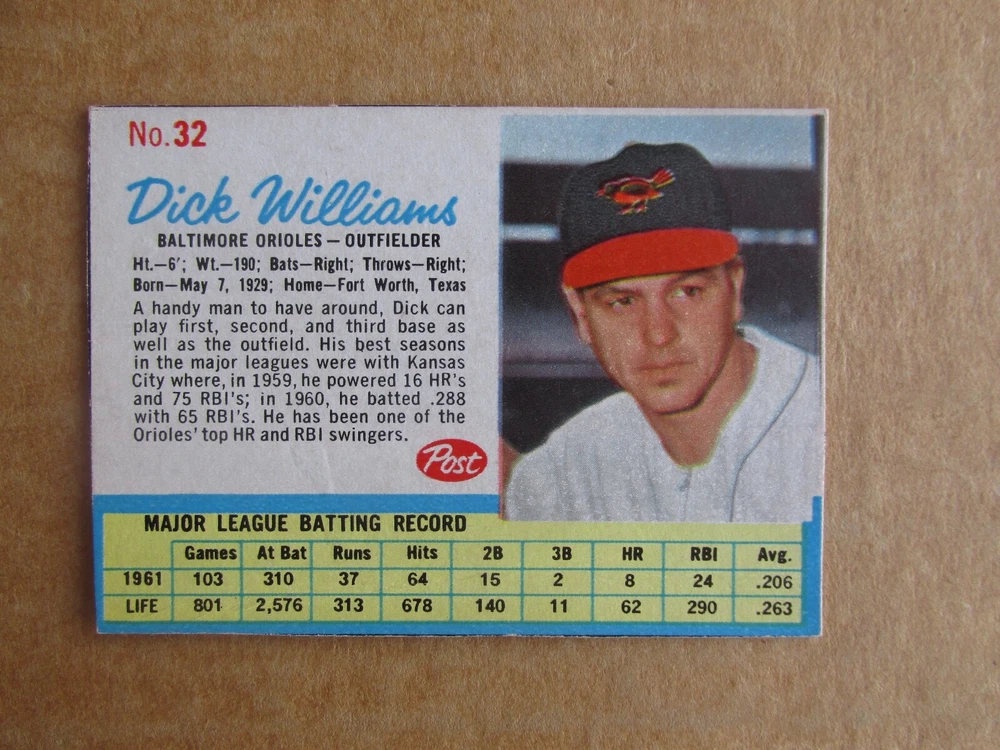 No. 32
Dick Williams
BALTIMORE ORIOLES — OUTFIELDER
Ht.—6'; Wt.—190; Bats—Right; Throws—Right;
Born—May 7, 1929; Home—Fort Worth, Texas
A handy man to have around, Dick can
play first, second, and third base as
well as the outfield. His best seasons
in the major leagues were with Kansas
City where, in 1959, he powered 16 HR's
and 75 RBI's; in 1960, he batted .288
with 65 RBI's. He has been one of the
Orioles' top HR and RBI swingers.
Post
MAJOR LEAGUE BATTING RECORD
Games At Bat Runs Hits 2B 3B HR RBI Avg.
1961 103 310 37 64 15 2 8 24 .206
LIFE 801 2,576 313 678 140 11 62 290 .263